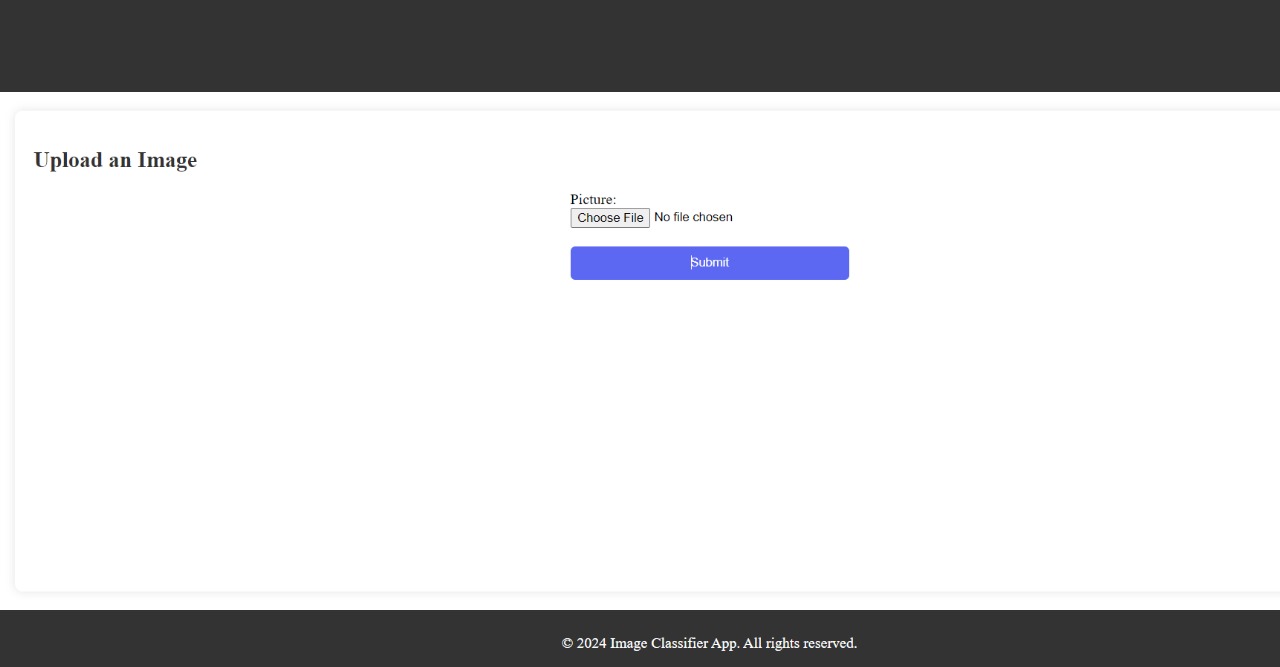 Upload an Image
Picture:
Choose File No file chosen
Submit
© 2024 Image Classifier App. All rights reserved.